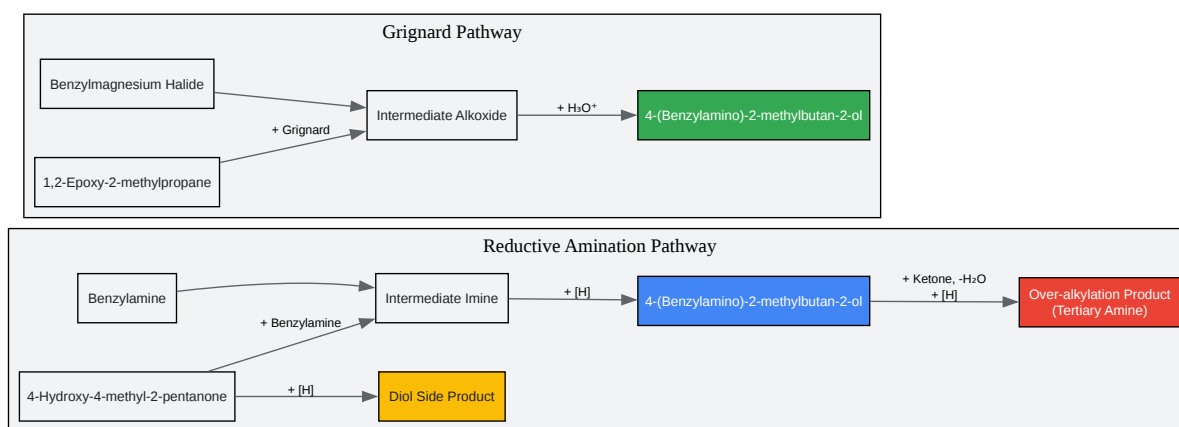 Grignard Pathway
Benzylmagnesium Halide
+ Grignard
1,2-Epoxy-2-methylpropane
Intermediate Alkoxide
+ H₃O⁺
4-(Benzylamino)-2-methylbutan-2-ol
Reductive Amination Pathway
Benzylamine
+ Benzylamine
4-Hydroxy-4-methyl-2-pentanone
Intermediate Imine
+ [H]
4-(Benzylamino)-2-methylbutan-2-ol
+ Ketone, -H₂O
+ [H]
Over-alkylation Product
(Tertiary Amine)
+ [H]
Diol Side Product